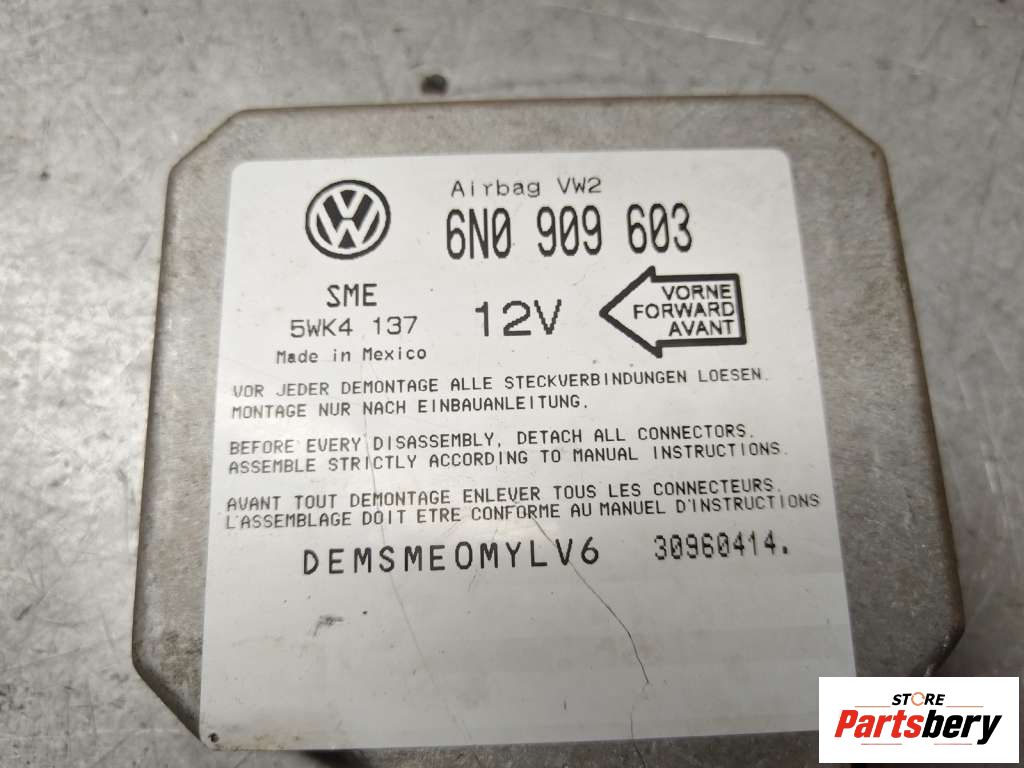 Airbag VW2
6N0 909 603
SME
5WK4 137
Made in Mexico
12V
VORNE
FORWARD
AVANT
VOR JEDER DEMONTAGE ALLE STECKVERBINDUNGEN LOESEN.
MONTAGE NUR NACH EINBAUANLEITUNG.
BEFORE EVERY DISASSEMBLY, DETACH ALL CONNECTORS.
ASSEMBLE STRICTLY ACCORDING TO MANUAL INSTRUCTIONS.
AVANT TOUT DEMONTAGE ENLEVER TOUS LES CONNECTEURS.
L'ASSEMBLAGE DOIT ETRE CONFORME AU MANUEL D'INSTRUCTIONS
DEMSMEOMYLV6 30960414.
STORE
Partsbery